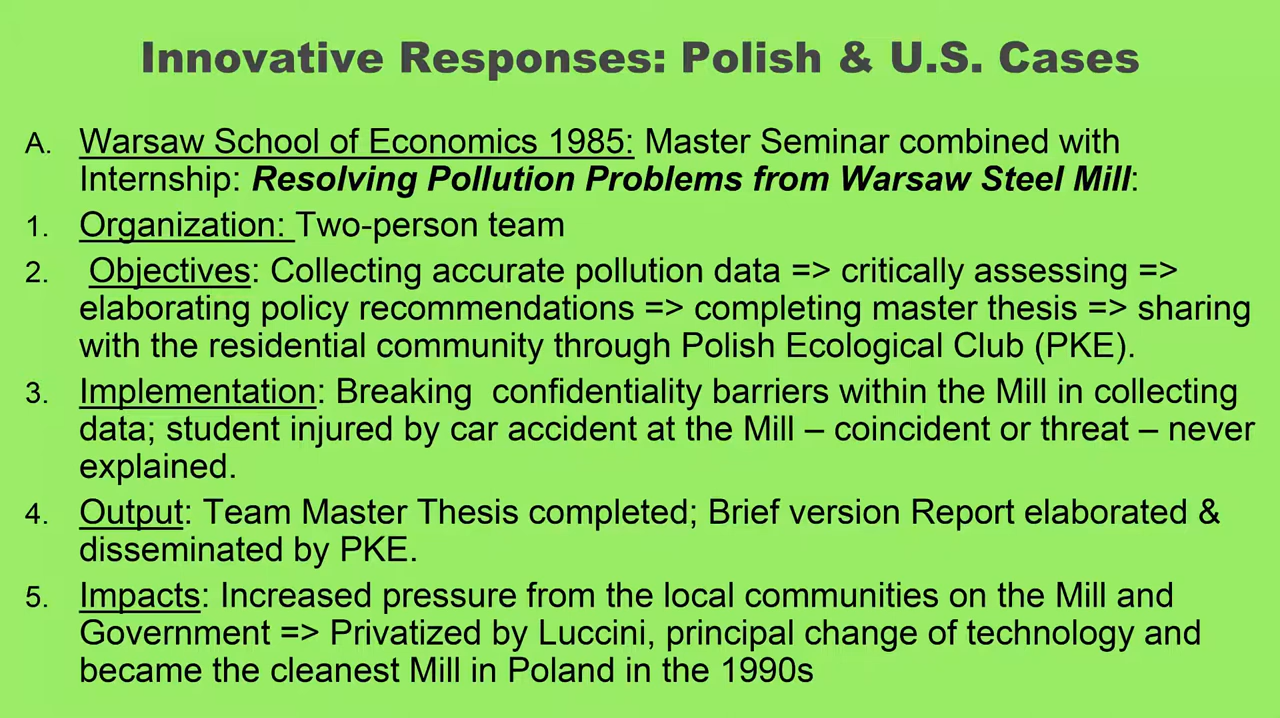 Innovative Responses: Polish & U.S. Cases
A. Warsaw School of Economics 1985: Master Seminar combined with
Internship: Resolving Pollution Problems from Warsaw Steel Mill:
1. Organization: Two-person team
2. Objectives: Collecting accurate pollution data => critically assessing =>
elaborating policy recommendations => completing master thesis => sharing
with the residential community through Polish Ecological Club (PKE).
3. Implementation: Breaking confidentiality barriers within the Mill in collecting
data; student injured by car accident at the Mill – coincident or threat – never
explained.
4. Output: Team Master Thesis completed; Brief version Report elaborated &
disseminated by PKE.
5. Impacts: Increased pressure from the local communities on the Mill and
Government => Privatized by Luccini, principal change of technology and
became the cleanest Mill in Poland in the 1990s